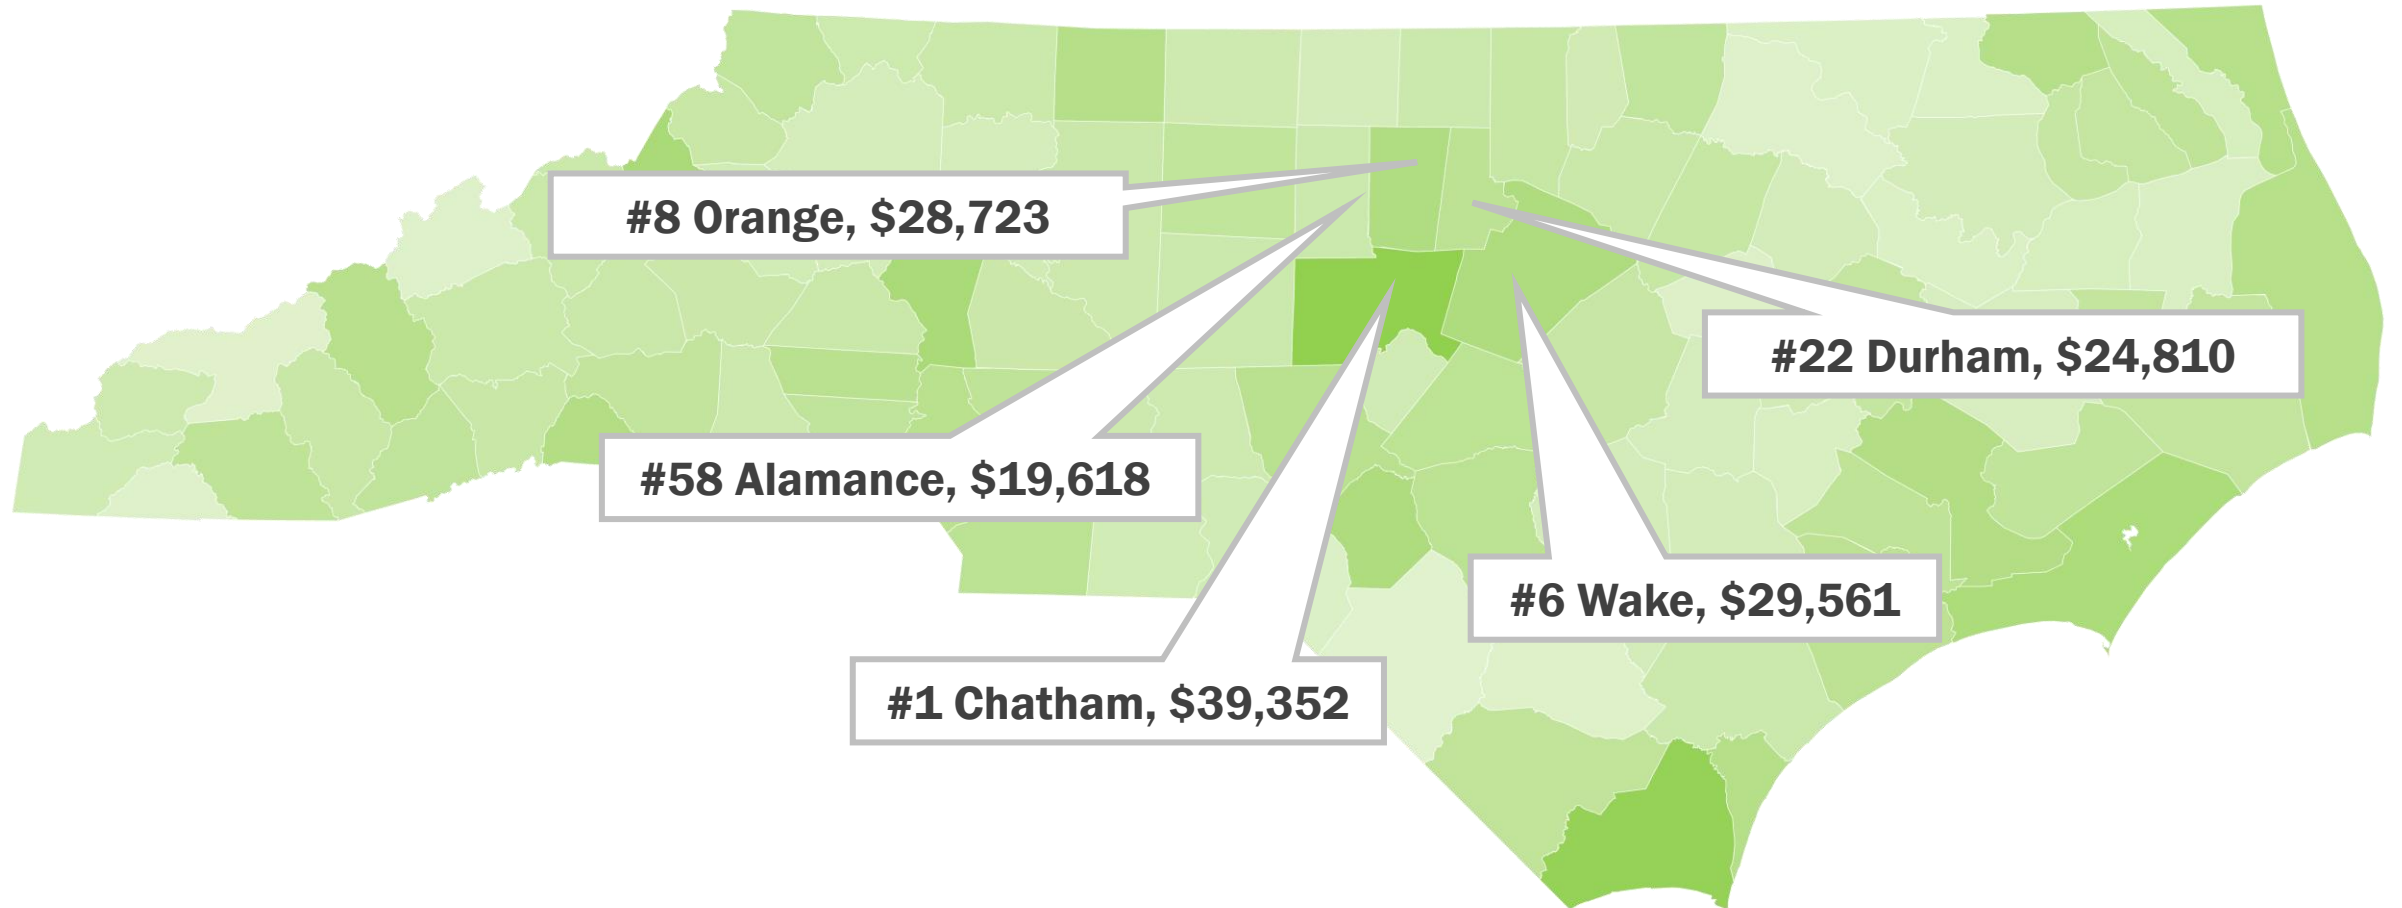 #8 Orange, $28,723
#22 Durham, $24,810
#58 Alamance, $19,618
#6 Wake, $29,561
#1 Chatham, $39,352